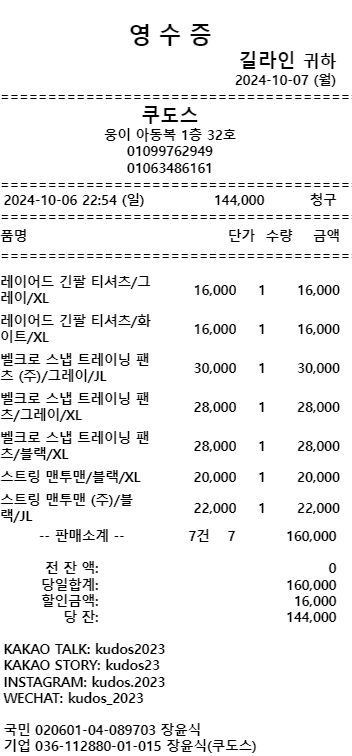 영 수 증
길라인 귀하
2024-10-07 (월)
쿠도스
웅이 아동복 1층 32호
01099762949
01063486161
2024-10-06 22:54 (일) 144,000 청구
품명 단가 수량 금액
레이어드 긴팔 티셔츠/그 16,000 1 16,000
레이/XL
레이어드 긴팔 티셔츠/화 16,000 1 16,000
이트/XL
벨크로 스냅 트레이닝 팬 30,000 1 30,000
츠 (주)/그레이/JL
벨크로 스냅 트레이닝 팬 28,000 1 28,000
츠/그레이/XL
벨크로 스냅 트레이닝 팬 28,000 1 28,000
츠/블랙/XL
스트링 맨투맨/블랙/XL 20,000 1 20,000
스트링 맨투맨 (주)/블 22,000 1 22,000
랙/JL
-- 판매소계 -- 7건 7 160,000
전 잔 액: 0
당일합계: 160,000
할인금액: 16,000
당 잔: 144,000
KAKAO TALK: kudos2023
KAKAO STORY: kudos23
INSTAGRAM: kudos.2023
WECHAT: kudos_2023
국민 020601-04-089703 장윤식
기업 036-112880-01-015 장윤식(쿠도스)